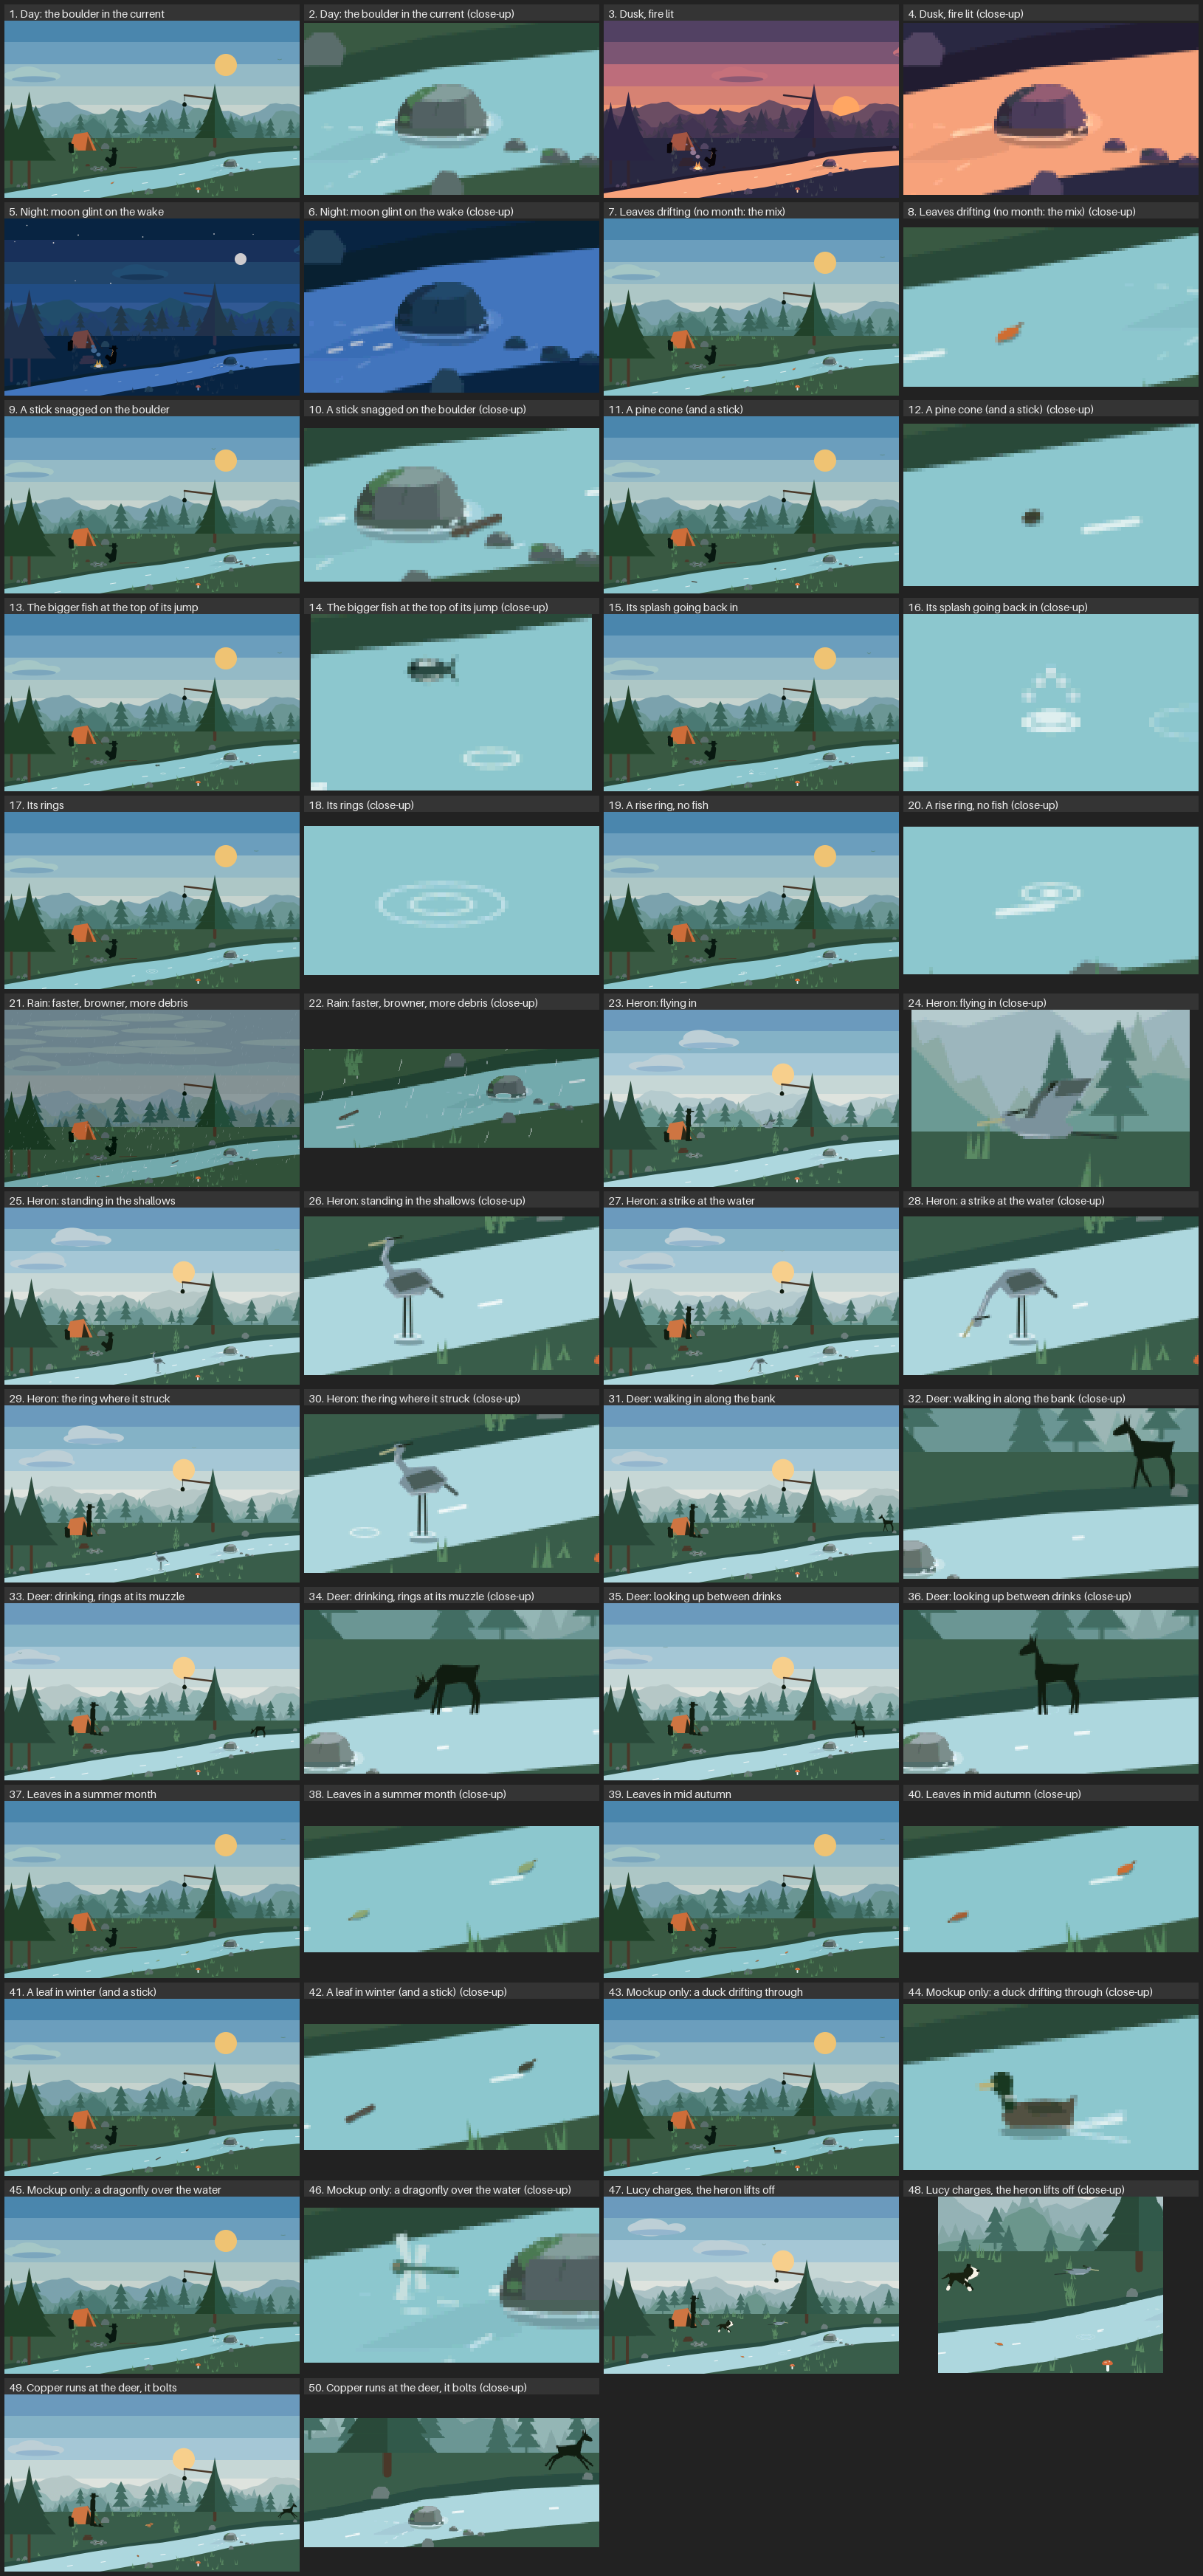 1. Day: the boulder in the current
2. Day: the boulder in the current (close-up)
3. Dusk, fire lit
4. Dusk, fire lit (close-up)
5. Night: moon glint on the wake
6. Night: moon glint on the wake (close-up)
7. Leaves drifting (no month: the mix)
8. Leaves drifting (no month: the mix) (close-up)
9. A stick snagged on the boulder
10. A stick snagged on the boulder (close-up)
11. A pine cone (and a stick)
12. A pine cone (and a stick) (close-up)
13. The bigger fish at the top of its jump
14. The bigger fish at the top of its jump (close-up)
15. Its splash going back in
16. Its splash going back in (close-up)
17. Its rings
18. Its rings (close-up)
19. A rise ring, no fish
20. A rise ring, no fish (close-up)
21. Rain: faster, browner, more debris
22. Rain: faster, browner, more debris (close-up)
23. Heron: flying in
24. Heron: flying in (close-up)
25. Heron: standing in the shallows
26. Heron: standing in the shallows (close-up)
27. Heron: a strike at the water
28. Heron: a strike at the water (close-up)
29. Heron: the ring where it struck
30. Heron: the ring where it struck (close-up)
31. Deer: walking in along the bank
32. Deer: walking in along the bank (close-up)
33. Deer: drinking, rings at its muzzle
34. Deer: drinking, rings at its muzzle (close-up)
35. Deer: looking up between drinks
36. Deer: looking up between drinks (close-up)
37. Leaves in a summer month
38. Leaves in a summer month (close-up)
39. Leaves in mid autumn
40. Leaves in mid autumn (close-up)
41. A leaf in winter (and a stick)
42. A leaf in winter (and a stick) (close-up)
43. Mockup only: a duck drifting through
44. Mockup only: a duck drifting through (close-up)
45. Mockup only: a dragonfly over the water
46. Mockup only: a dragonfly over the water (close-up)
47. Lucy charges, the heron lifts off
48. Lucy charges, the heron lifts off (close-up)
49. Copper runs at the deer, it bolts
50. Copper runs at the deer, it bolts (close-up)